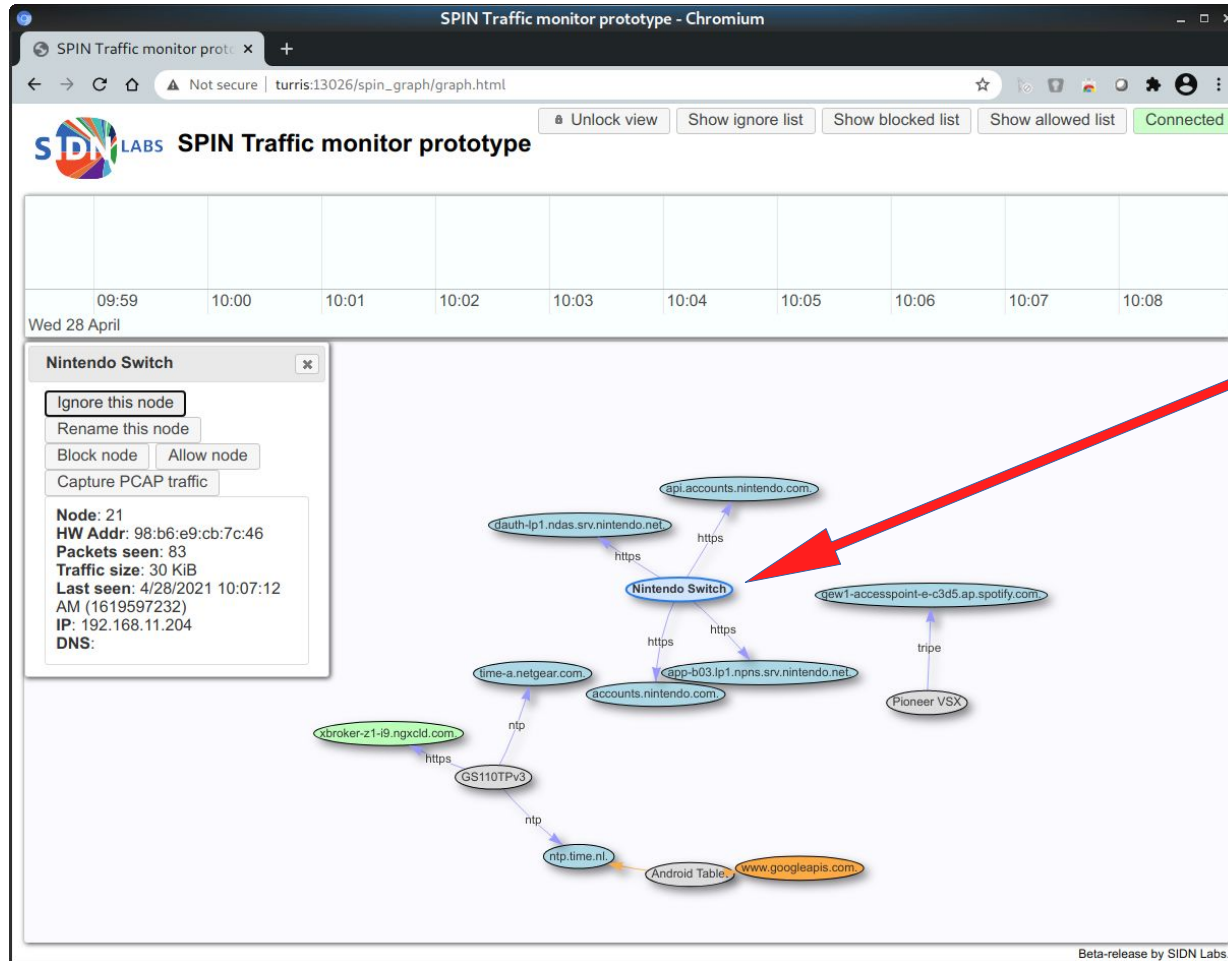 SPIN Traffic monitor prototype - Chromium
SPIN Traffic monitor proto
Not secure | turris:13026/spin_graph/graph.html
Unlock view
Show ignore list
Show blocked list
Show allowed list
Connected
SIDN LABS
SPIN Traffic monitor prototype
09:59 10:00 10:01 10:02 10:03 10:04 10:05 10:06 10:07 10:08
Wed 28 April
Nintendo Switch
Ignore this node
Rename this node
Block node Allow node
Capture PCAP traffic
Node: 21
HW Addr: 98:b6:e9:cb:7c:46
Packets seen: 83
Traffic size: 30 KiB
Last seen: 4/28/2021 10:07:12
AM (1619597232)
IP: 192.168.11.204
DNS:
api.accounts.nintendo.com.
dauth-lp1.ndas.srv.nintendo.net.
https
https
Nintendo Switch
gew1-accesspoint-e-c3d5.ap.spotify.com.
https
https
tripe
time-a.netgear.com.
app-b03.lp1.npns.srv.nintendo.net.
accounts.nintendo.com.
Pioneer VSX
ntp
xbroker-z1-i9.ngxcld.com.
https
GS110TPv3
ntp
ntp.time.nl.
Android Table
www.googleapis.com.
Beta-release by SIDN Labs